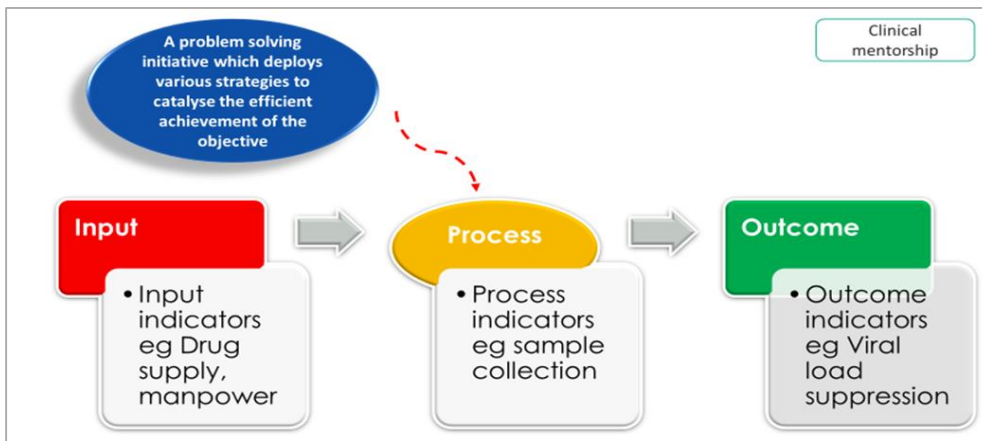 A problem solving
initiative which deploys
various strategies to
catalyse the efficient
achievement of the
objective
Clinical
mentorship
Input
• Input
indicators
eg Drug
supply,
manpower
Process
• Process
indicators
eg sample
collection
Outcome
• Outcome
indicators
eg Viral
load
suppression